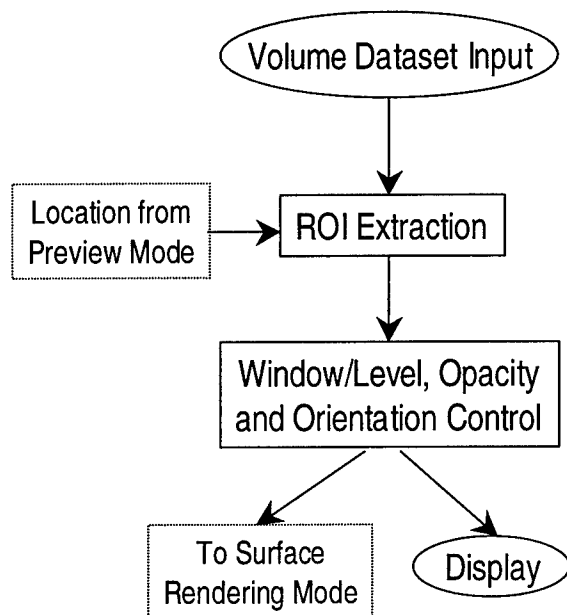 Volume Dataset Input
Location from
Preview Mode
ROI Extraction
Window/Level, Opacity
and Orientation Control
To Surface
Rendering Mode
Display